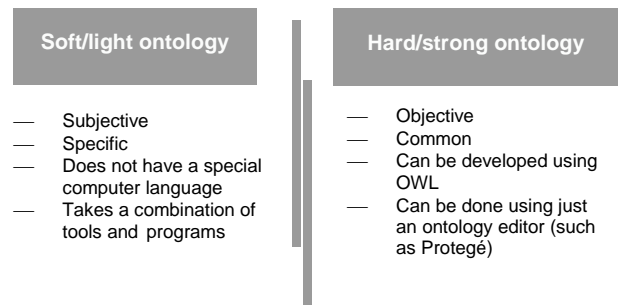 Soft/light ontology
— Subjective
— Specific
— Does not have a special
computer language
— Takes a combination of
tools and programs
Hard/strong ontology
— Objective
— Common
— Can be developed using
OWL
— Can be done using just
an ontology editor (such
as Protegé)